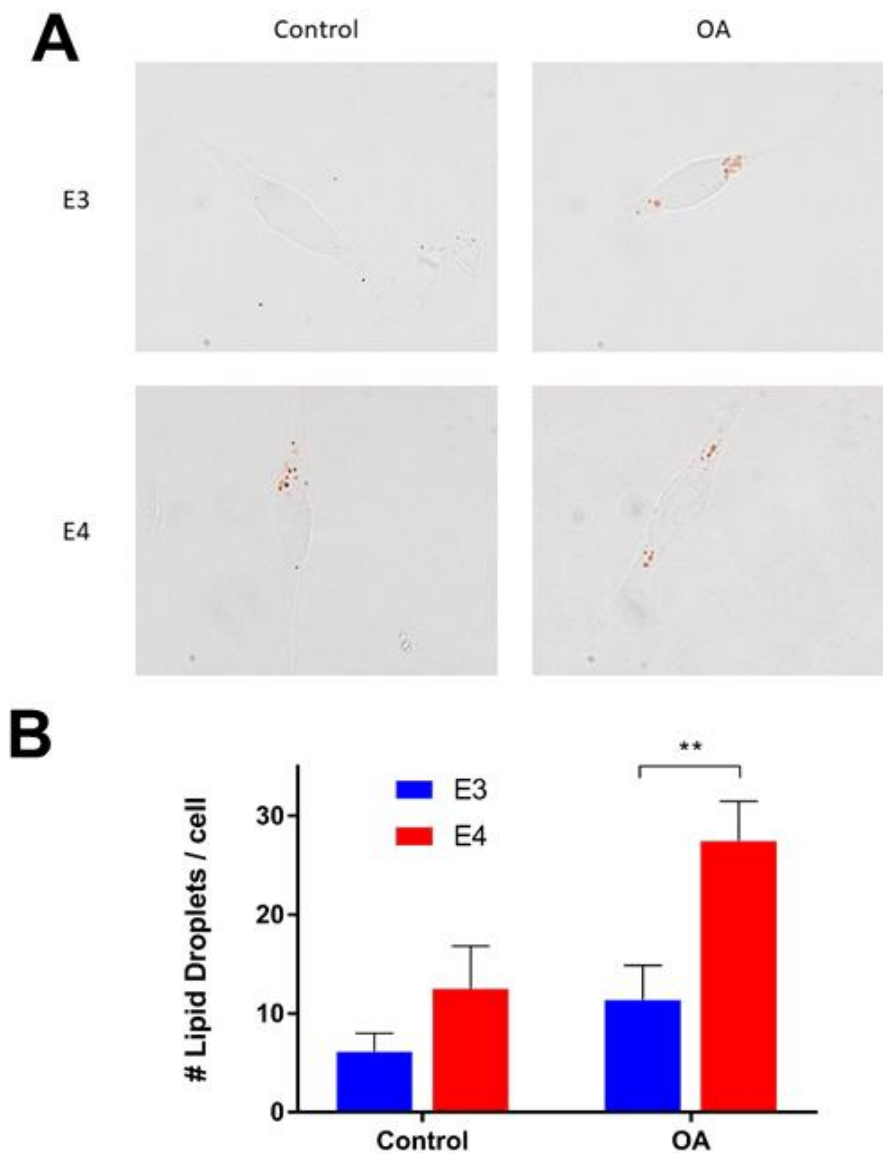 A
Control OA
E3
E4
B
# Lipid Droplets / cell
**
E3
E4
30
20
10
0
Control OA